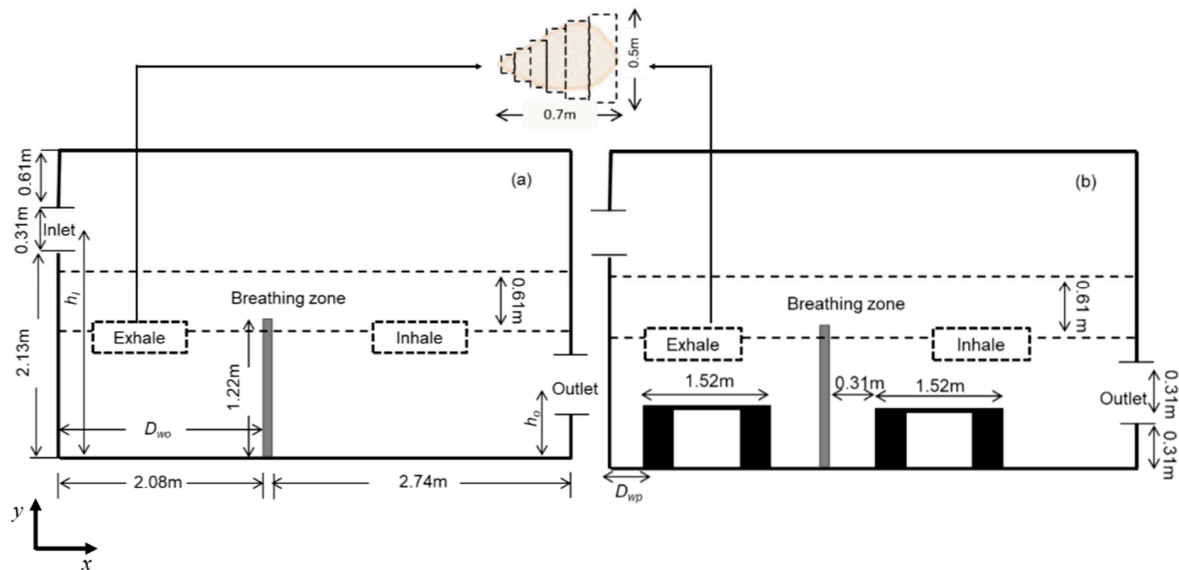 0.5m
0.7m
0.61m
(a)
(b)
0.31m
Inlet
h_i
Breathing zone
0.61m
Exhale
Inhale
2.13m
1.22m
Outlet
h_o
D_wo
2.08m
2.74m
Breathing zone
0.61 m
Exhale
Inhale
1.52m
0.31m
1.52m
Outlet
0.31m
0.31m
D_wp
y
x